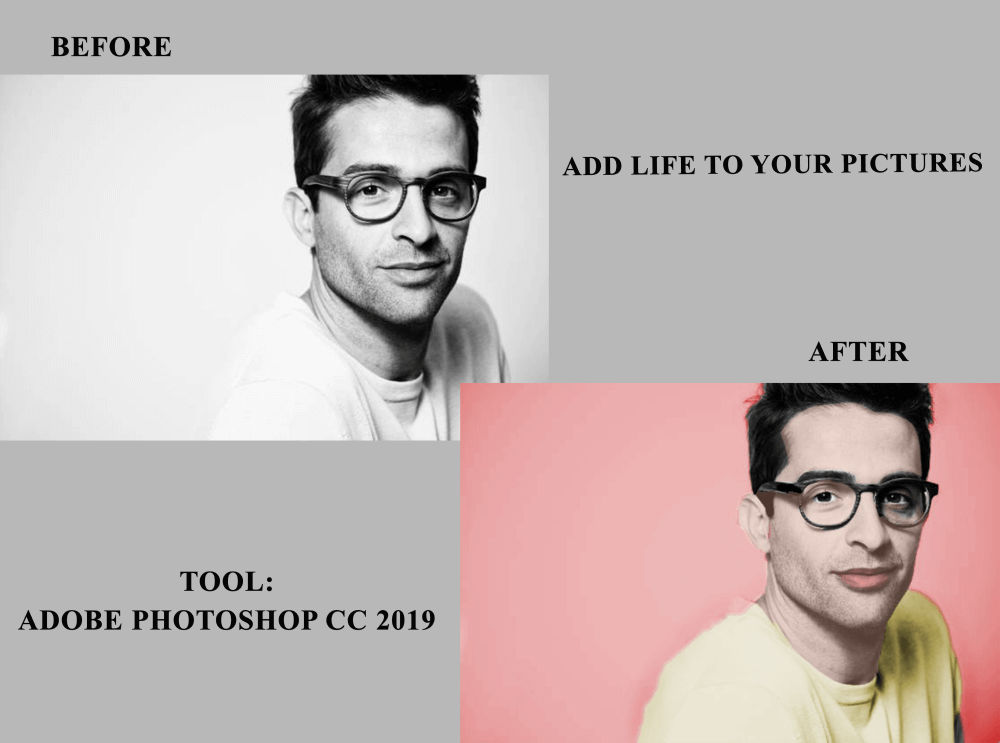 BEFORE
ADD LIFE TO YOUR PICTURES
AFTER
TOOL:
ADOBE PHOTOSHOP CC 2019